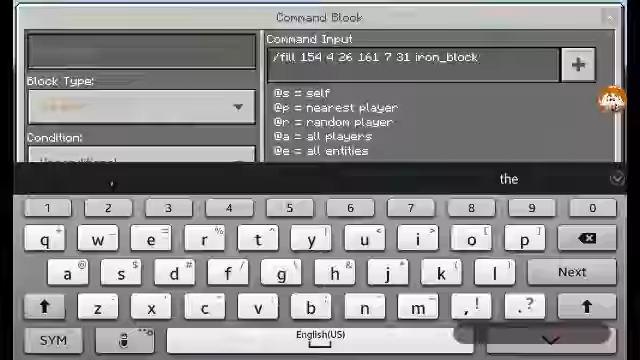 Command Block
Command Input
/fill 154 4 26 161 7 31 iron_block
+
Block Type:
@s = self
@p = nearest player
@r = random player
@a = all players
@e = all entities
Condition:
Unconditional
the
1 2 3 4 5 6 7 8 9 0
q w e r t y u i o p
a s d f g h j k l Next
z x c v b n m , ! . ?
SYM English(US)